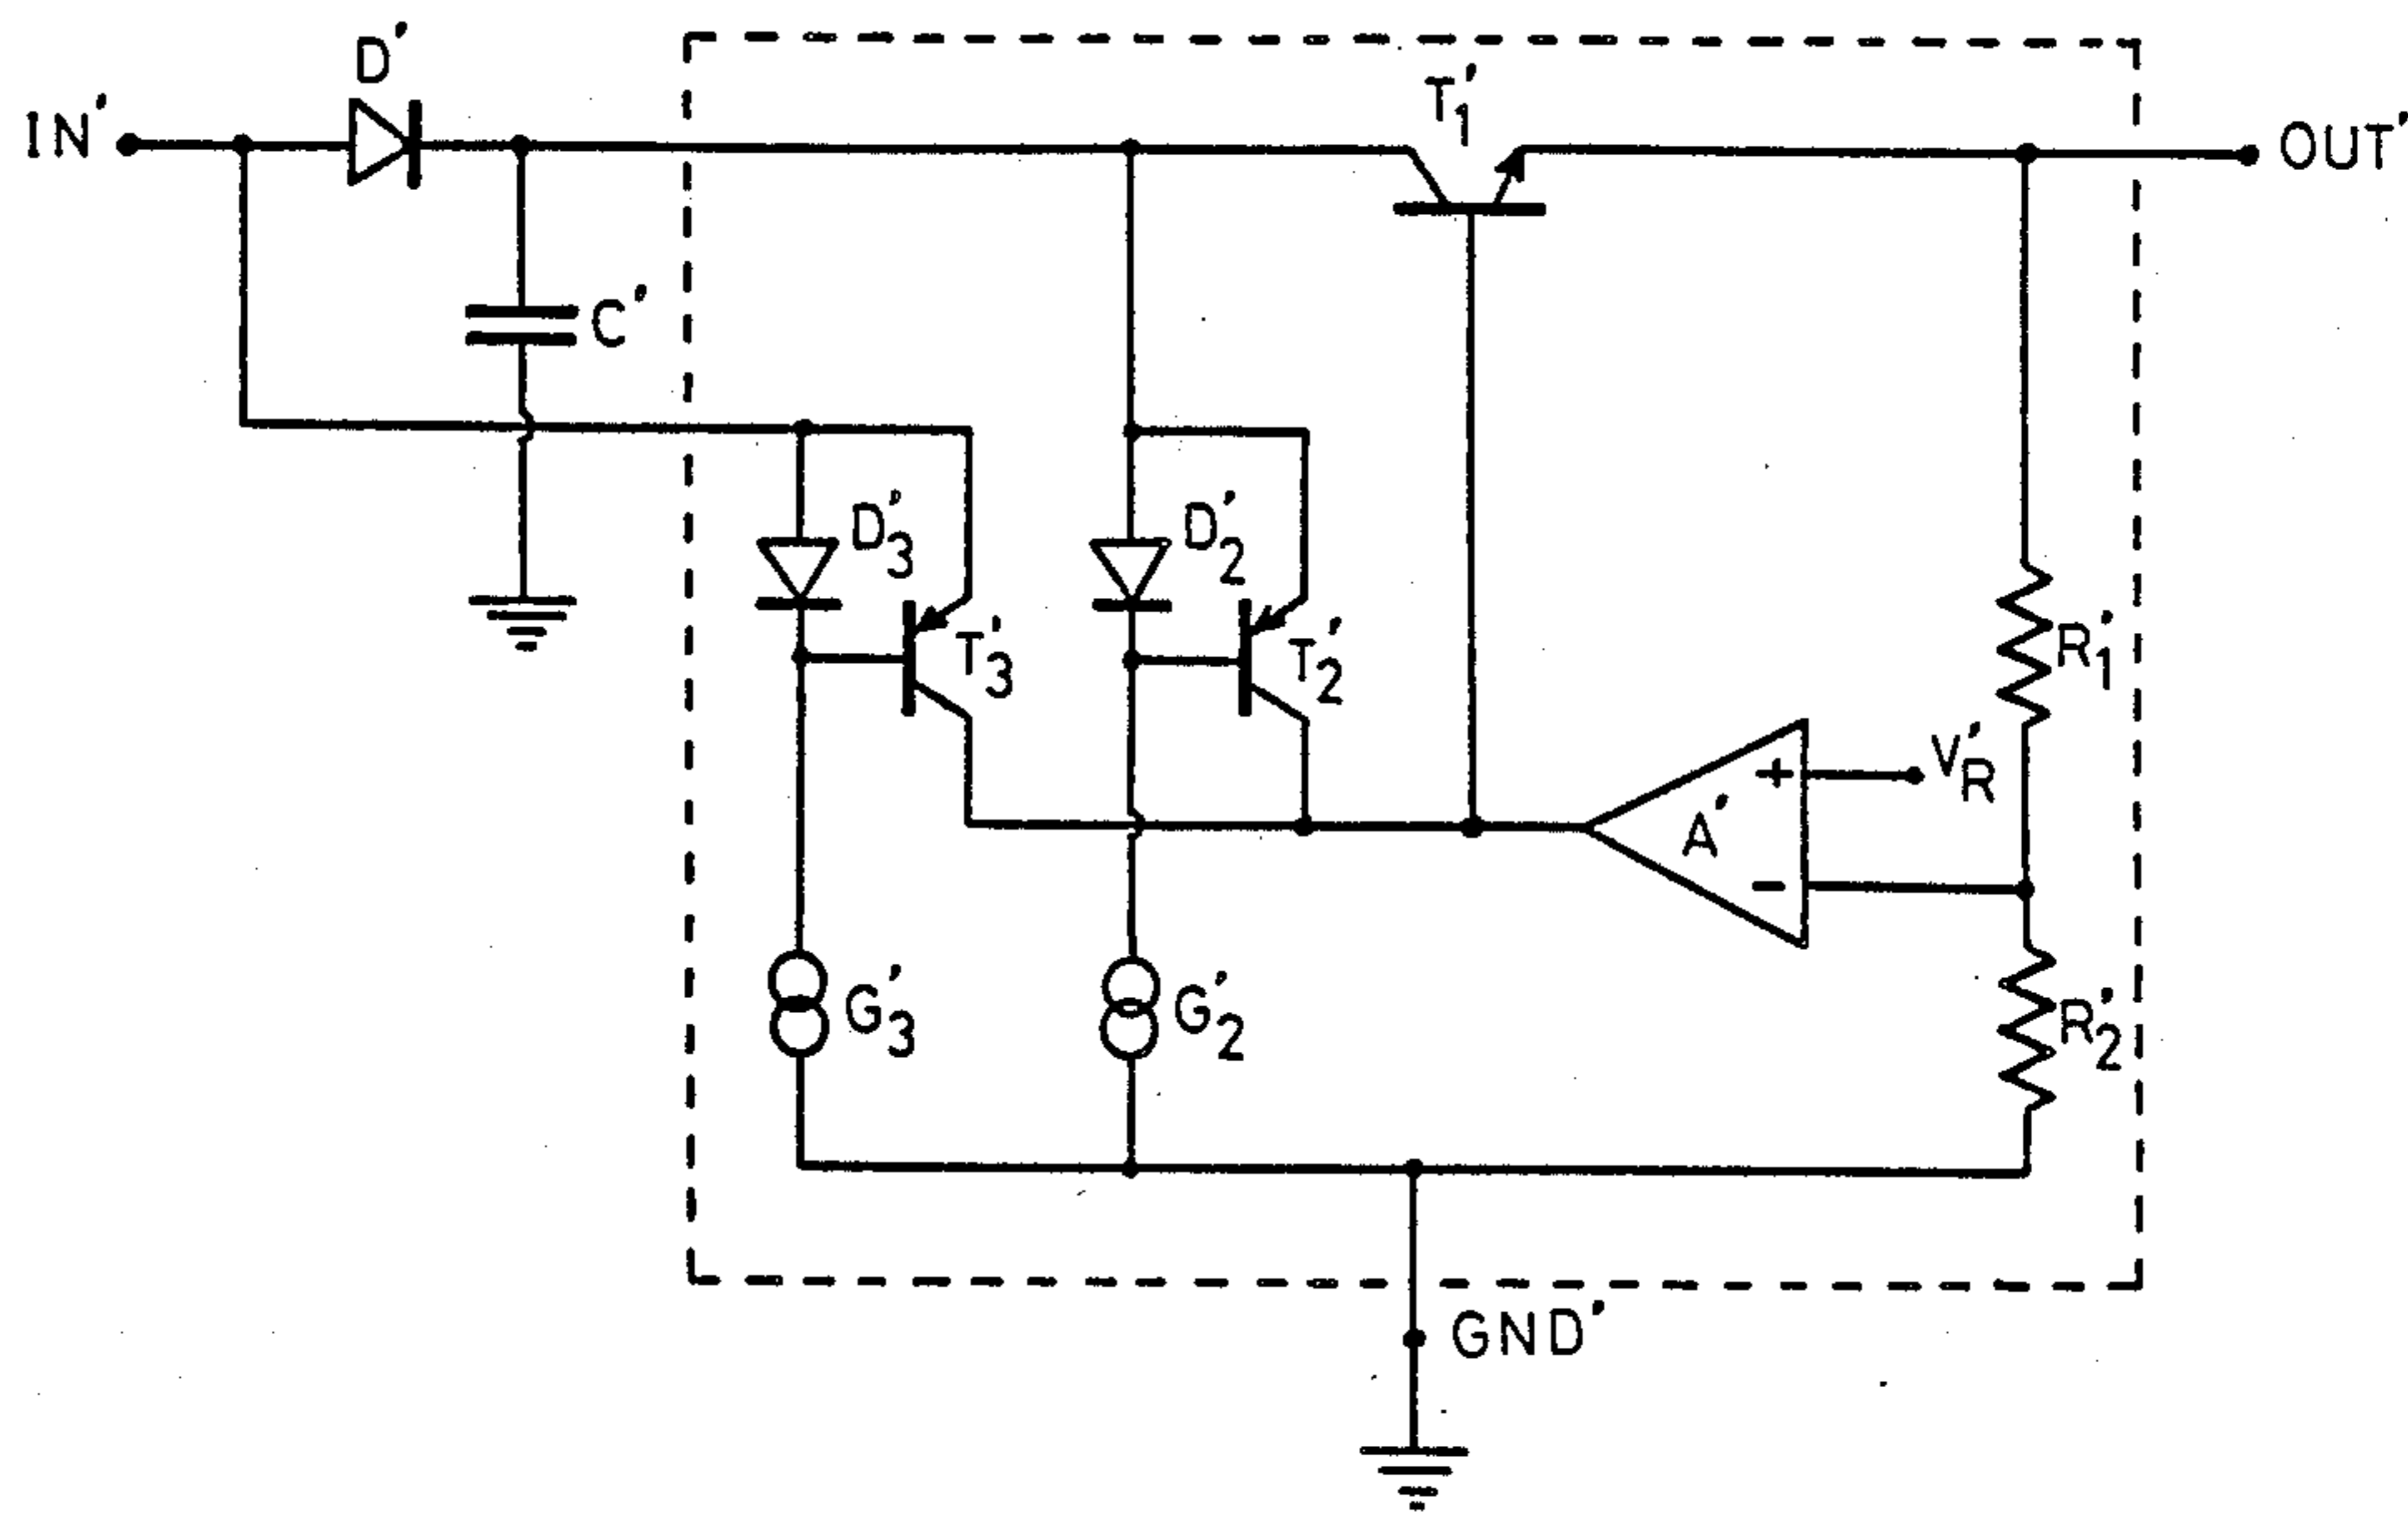 D'
IN'
T1'
OUT'
C'
D3'
D2'
T3'
T2'
R1'
+ VR'
A'
-
G3'
G2'
R2'
GND'